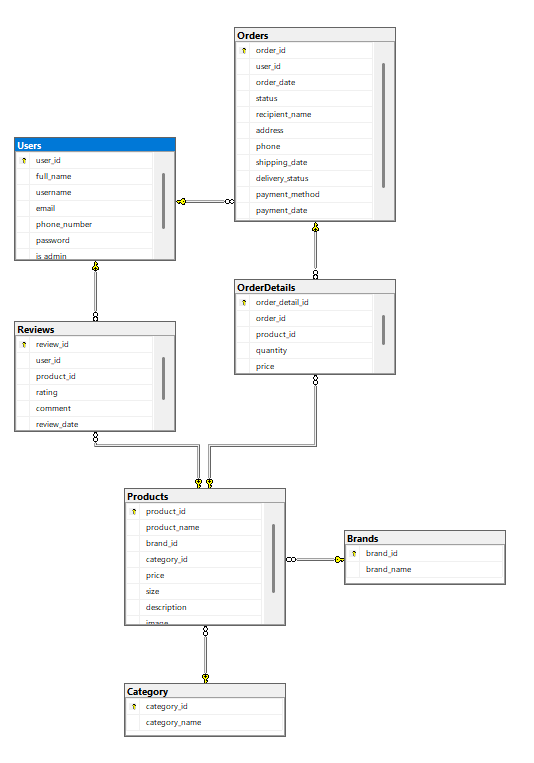 Orders
order_id
user_id
order_date
status
recipient_name
address
phone
shipping_date
delivery_status
payment_method
payment_date
Users
user_id
full_name
username
email
phone_number
password
is_admin
OrderDetails
order_detail_id
order_id
product_id
quantity
price
Reviews
review_id
user_id
product_id
rating
comment
review_date
Products
product_id
product_name
brand_id
category_id
price
size
description
image
Brands
brand_id
brand_name
Category
category_id
category_name